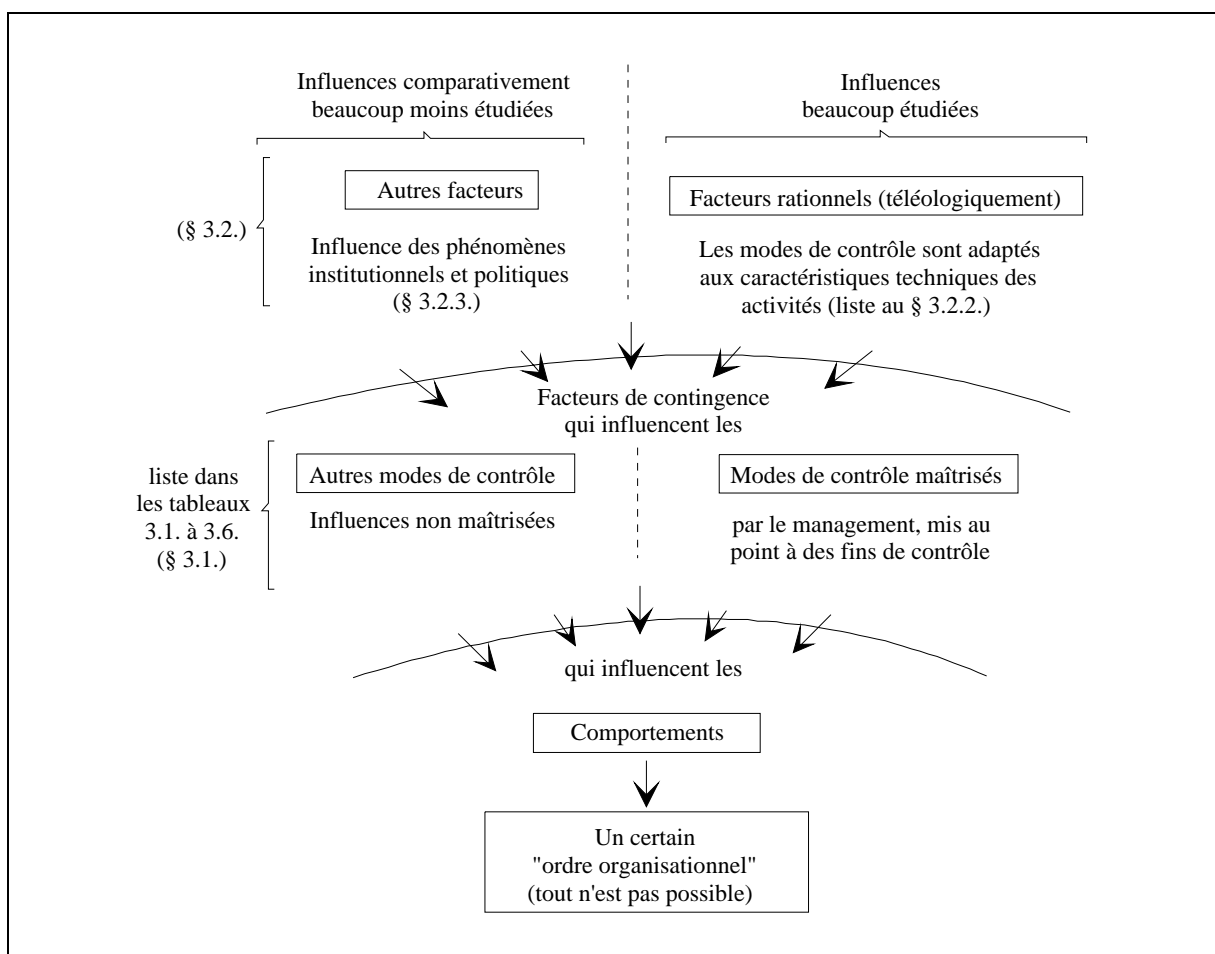 Influences comparativement
beaucoup moins étudiées
Influences
beaucoup étudiées
(§ 3.2.)
Autres facteurs
Influence des phénomènes
institutionnels et politiques
(§ 3.2.3.)
Facteurs rationnels (téléologiquement)
Les modes de contrôle sont adaptés
aux caractéristiques techniques des
activités (liste au § 3.2.2.)
Facteurs de contingence
qui influencent les
liste dans
les tableaux
3.1. à 3.6.
(§ 3.1.)
Autres modes de contrôle
Influences non maîtrisées
Modes de contrôle maîtrisés
par le management, mis au
point à des fins de contrôle
qui influencent les
Comportements
Un certain
"ordre organisationnel"
(tout n'est pas possible)